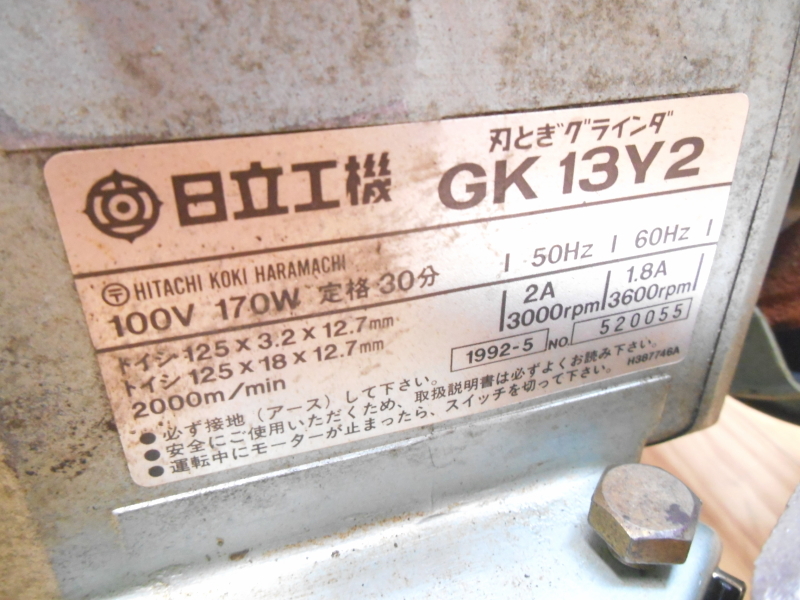 刃とぎグラインダ
日立工機 GK 13Y2
〒 HITACHI KOKI HARAMACHI
100V 170W 定格 30分
50Hz 60Hz
2A 1.8A
3000rpm 3600rpm
トイシ 125 x 3.2 x 12.7mm
トイシ 125 x 18 x 12.7mm
2000m/min
1992-5 NO. 520055
H387746A
● 必ず接地（アース）して下さい。
● 安全にご使用いただくため、取扱説明書は必ずよくお読み下さい。
● 運転中にモーターが止まったら、スイッチを切って下さい。